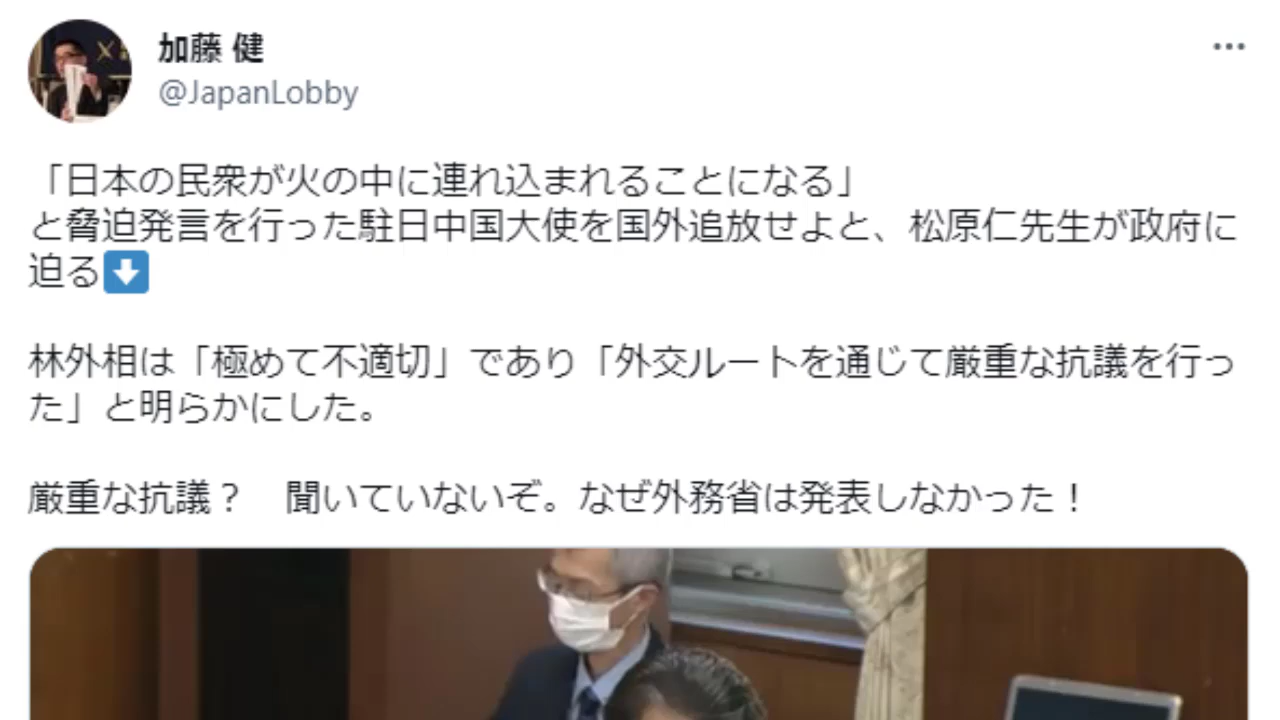 加藤 健
@JapanLobby
「日本の民衆が火の中に連れ込まれることになる」
と脅迫発言を行った駐日中国大使を国外追放せよと、松原仁先生が政府に
迫る⬇
林外相は「極めて不適切」であり「外交ルートを通じて厳重な抗議を行っ
た」と明らかにした。
厳重な抗議？　聞いていないぞ。なぜ外務省は発表しなかった！